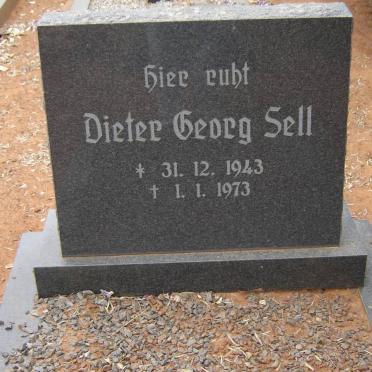 Hier ruht
Dieter Georg Sell
* 31. 12. 1943
† 1. 1. 1973